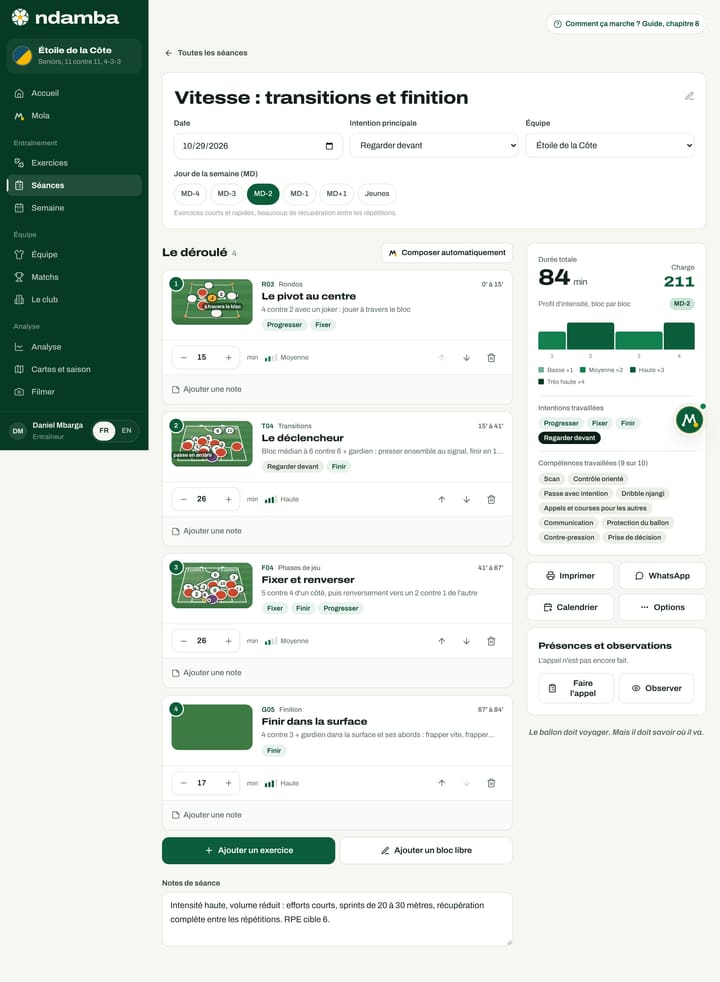 ndamba
Étoile de la Côte
Seniors, 11 contre 11, 4-3-3
Accueil
Mola
Entraînement
Exercices
Séances
Semaine
Équipe
Équipe
Matchs
Le club
Analyse
Analyse
Cartes et saison
Filmer
DM
Daniel Mbarga
Entraîneur
FR
EN
Comment ça marche ? Guide, chapitre 8
Toutes les séances
Vitesse : transitions et finition
Date
Intention principale
Équipe
10/29/2026
Regarder devant
Étoile de la Côte
Jour de la semaine (MD)
MD-4
MD-3
MD-2
MD-1
MD+1
Jeunes
Exercices courts et rapides, beaucoup de récupération entre les répétitions.
Le déroulé 4
Composer automatiquement
1
à travers le bloc
R03 Rondos
0' à 15'
Le pivot au centre
4 contre 2 avec un joker : jouer à travers le bloc
Progresser
Fixer
− 15 + min Moyenne
Ajouter une note
2
passe en arrière
T04 Transitions
15' à 41'
Le déclencheur
Bloc médian à 6 contre 6 + gardien : presser ensemble au signal, finir en 1...
Regarder devant
Finir
− 26 + min Haute
Ajouter une note
3
F04 Phases de jeu
41' à 67'
Fixer et renverser
5 contre 4 d'un côté, puis renversement vers un 2 contre 1 de l'autre
Fixer
Finir
Progresser
− 26 + min Moyenne
Ajouter une note
4
G05 Finition
67' à 84'
Finir dans la surface
4 contre 3 + gardien dans la surface et ses abords : frapper vite, frapper...
Finir
− 17 + min Haute
Ajouter une note
+ Ajouter un exercice
Ajouter un bloc libre
Notes de séance
Intensité haute, volume réduit : efforts courts, sprints de 20 à 30 mètres, récupération
complète entre les répétitions. RPE cible 6.
Durée totale
Charge
84 min
211
Profil d'intensité, bloc par bloc
MD-2
1 2 3 4
Basse ×1
Moyenne ×2
Haute ×3
Très haute ×4
Intentions travaillées
Progresser
Fixer
Finir
Regarder devant
Compétences travaillées (9 sur 10)
Scan
Contrôle orienté
Passe avec intention
Dribble njangi
Appels et courses pour les autres
Communication
Protection du ballon
Contre-pression
Prise de décision
Imprimer
WhatsApp
Calendrier
Options
Présences et observations
L'appel n'est pas encore fait.
Faire
l'appel
Observer
Le ballon doit voyager. Mais il doit savoir où il va.